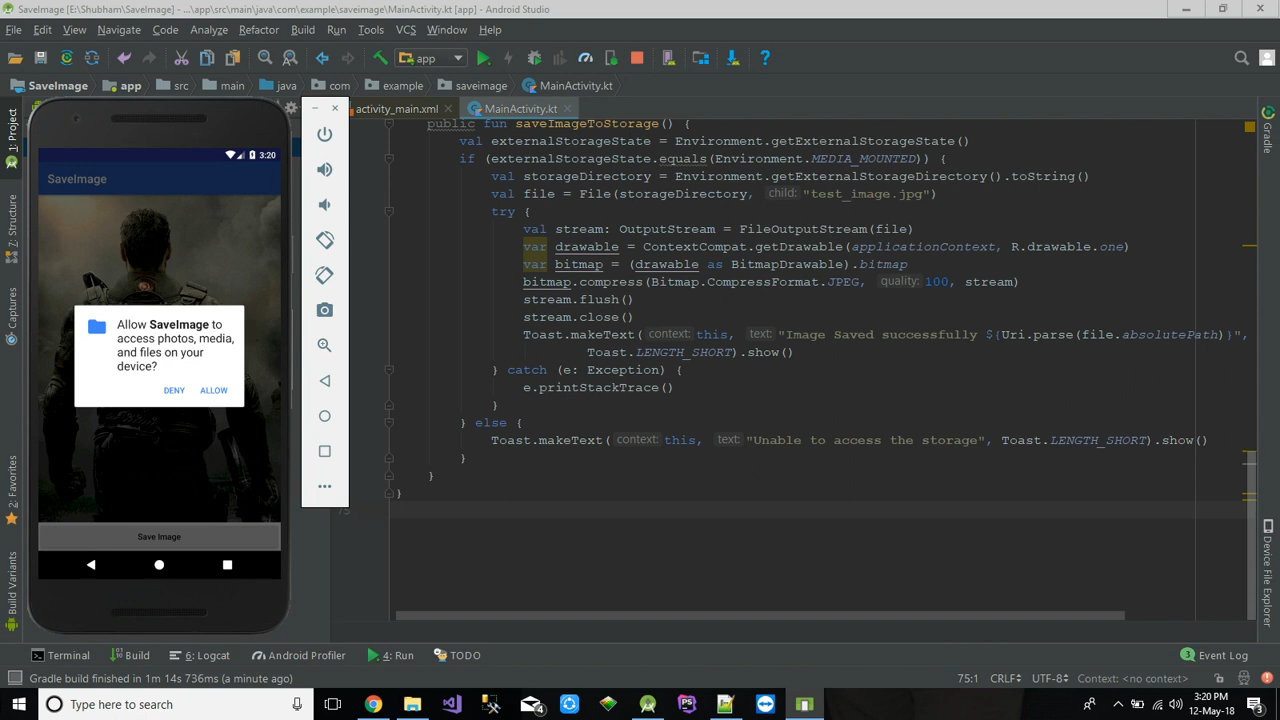 SaveImage [E:\Shubham\SaveImage] - ...\app\src\main\java\com\example\saveimage\MainActivity.kt [app] - Android Studio
File Edit View Navigate Code Analyze Refactor Build Run Tools VCS Window Help
app
SaveImage app src main java com example saveimage MainActivity.kt
activity_main.xml MainActivity.kt
1: Project
7: Structure
Captures
2: Favorites
Build Variants
3:20
SaveImage
Allow SaveImage to
access photos, media,
and files on your
device?
DENY ALLOW
Save Image
public fun saveImageToStorage() {
val externalStorageState = Environment.getExternalStorageState()
if (externalStorageState.equals(Environment.MEDIA_MOUNTED)) {
val storageDirectory = Environment.getExternalStorageDirectory().toString()
val file = File(storageDirectory, child: "test_image.jpg")
try {
val stream: OutputStream = FileOutputStream(file)
var drawable = ContextCompat.getDrawable(applicationContext, R.drawable.one)
var bitmap = (drawable as BitmapDrawable).bitmap
bitmap.compress(Bitmap.CompressFormat.JPEG, quality: 100, stream)
stream.flush()
stream.close()
Toast.makeText( context: this, text: "Image Saved successfully ${Uri.parse(file.absolutePath)}",
Toast.LENGTH_SHORT).show()
} catch (e: Exception) {
e.printStackTrace()
}
} else {
Toast.makeText( context: this, text: "Unable to access the storage", Toast.LENGTH_SHORT).show()
}
}
}
75
Gradle
Device File Explorer
Terminal Build 6: Logcat Android Profiler 4: Run TODO 3 Event Log
Gradle build finished in 1m 14s 736ms (a minute ago) 75:1 CRLF÷ UTF-8÷ Context: <no context>
Type here to search 4 3:20 PM
12-May-18 3